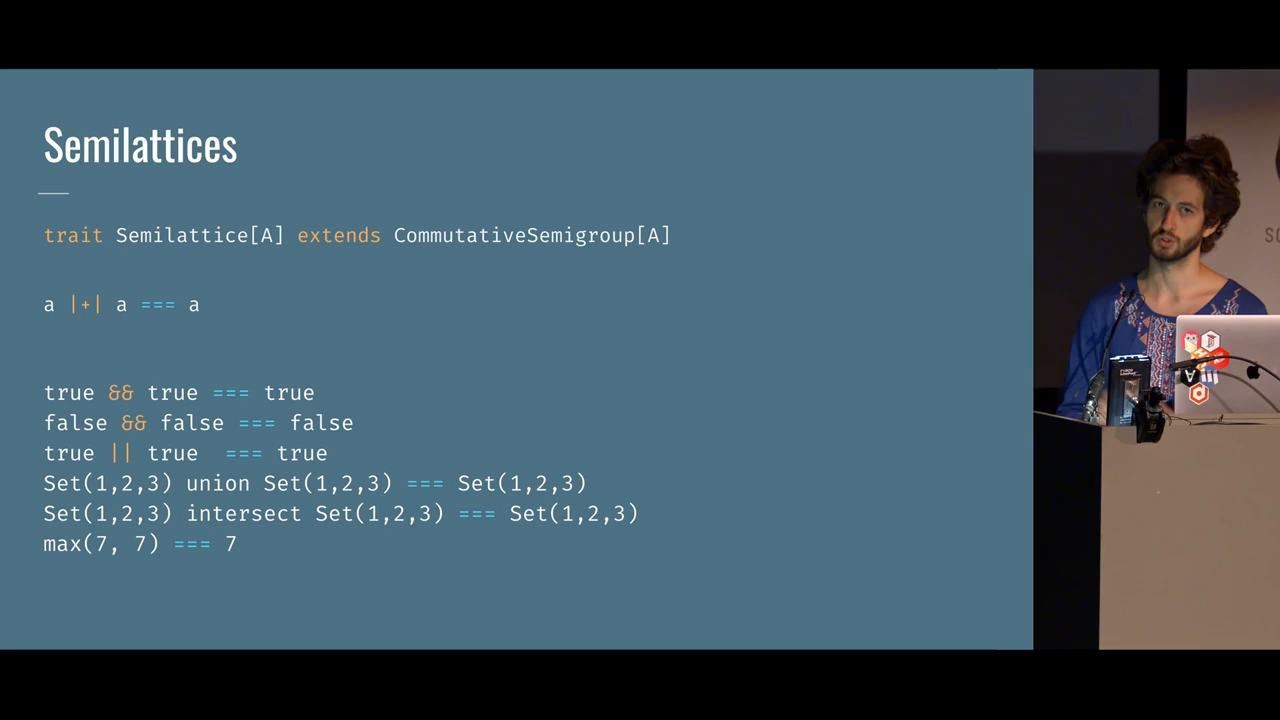 Semilattices
trait Semilattice[A] extends CommutativeSemigroup[A]
a |+| a === a
true && true === true
false && false === false
true || true  === true
Set(1,2,3) union Set(1,2,3) === Set(1,2,3)
Set(1,2,3) intersect Set(1,2,3) === Set(1,2,3)
max(7, 7) === 7